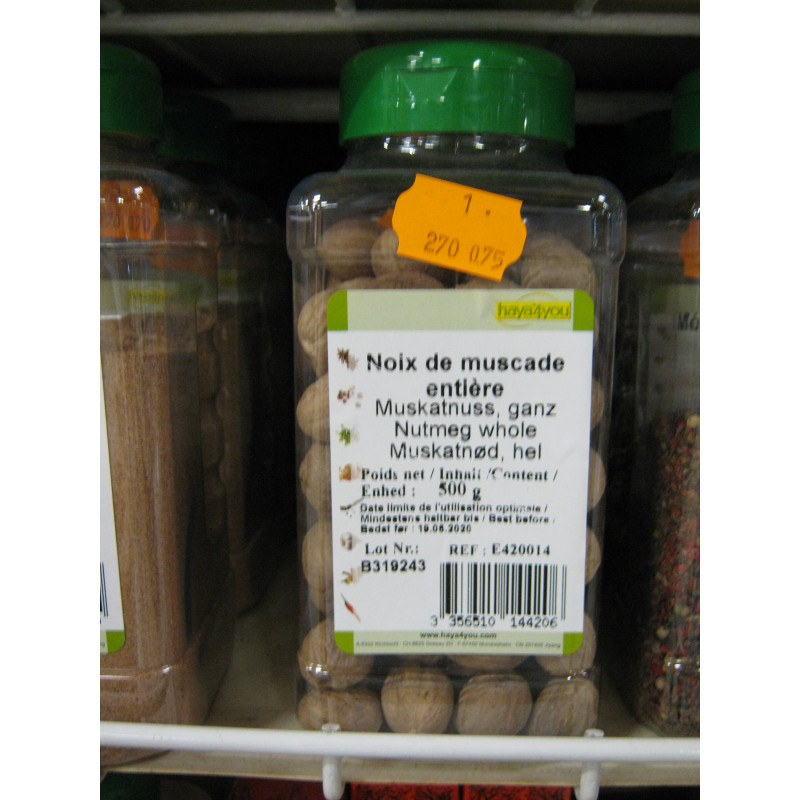 1.
270 0.75
haya4you
Noix de muscade
entière
Muskatnuss, ganz
Nutmeg whole
Muskatnød, hel
Poids net / Inhalt /Content /
Enhed : 500 g
Date limite de l'utilisation optimale /
Mindestens haltbar bis / Best before .
Bedst før : 19.05.2020
Lot Nr.: REF : E420014
B319243
3 356510 144206
www.haya4you.com